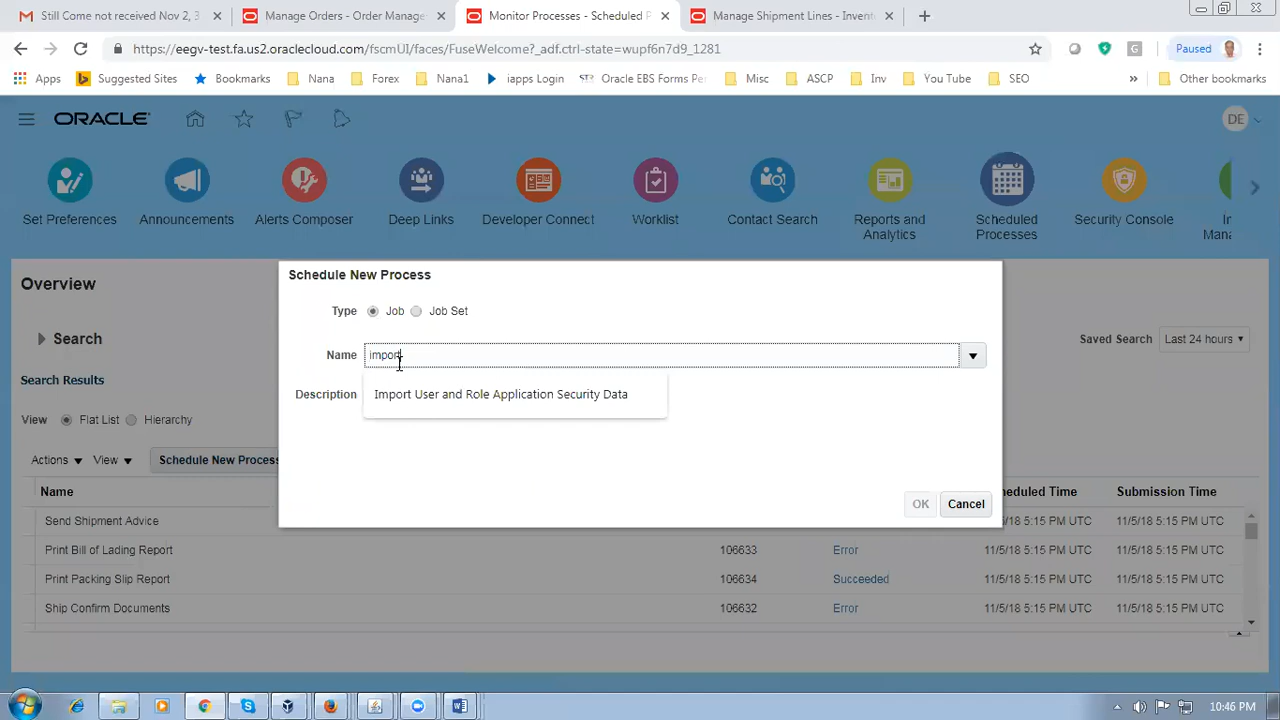 Still Come not received Nov 2, 3
Manage Orders - Order Manage
Monitor Processes - Scheduled P
Manage Shipment Lines - Invent
https://eegv-test.fa.us2.oraclecloud.com/fscmUI/faces/FuseWelcome?_adf.ctrl-state=wupf6n7d9_1281
Paused
Apps Suggested Sites Bookmarks Nana Forex Nana1 iapps Login Oracle EBS Forms Pe Misc ASCP Inv You Tube SEO » Other bookmarks
ORACLE
DE
Set Preferences
Announcements
Alerts Composer
Deep Links
Developer Connect
Worklist
Contact Search
Reports and
Analytics
Scheduled
Processes
Security Console
In
Mana
Overview
Search
Saved Search Last 24 hours
Search Results
View Flat List Hierarchy
Actions View Schedule New Process
Schedule New Process
Type Job Job Set
Name import
Description Import User and Role Application Security Data
OK Cancel
Name heduled Time Submission Time
Send Shipment Advice 11/5/18 5:15 PM UTC 11/5/18 5:15 PM UTC
Print Bill of Lading Report 106633 Error 11/5/18 5:15 PM UTC 11/5/18 5:15 PM UTC
Print Packing Slip Report 106634 Succeeded 11/5/18 5:15 PM UTC 11/5/18 5:15 PM UTC
Ship Confirm Documents 106632 Error 11/5/18 5:15 PM UTC 11/5/18 5:15 PM UTC
10:46 PM